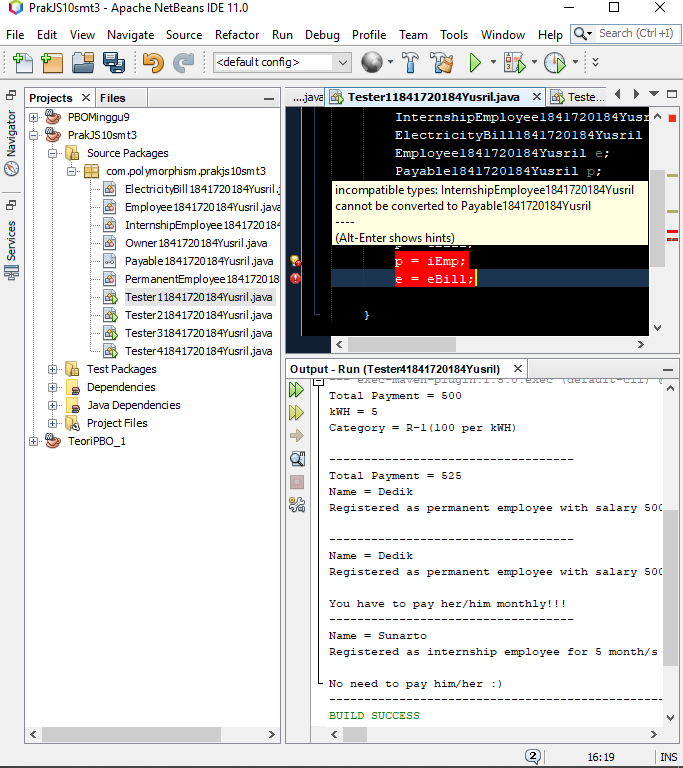 PrakJS10smt3 - Apache NetBeans IDE 11.0
File Edit View Navigate Source Refactor Run Debug Profile Team Tools Window Help Search (Ctrl+I)
<default config>
Projects Files
Navigator
Services
PBOMinggu9
PrakJS10smt3
Source Packages
com.polymorphism.prakjs10smt3
ElectricityBill1841720184Yusril.java
Employee1841720184Yusril.java
InternshipEmployee1841720184
Owner1841720184Yusril.java
Payable1841720184Yusril.java
PermanentEmployee1841720184
Tester11841720184Yusril.java
Tester21841720184Yusril.java
Tester31841720184Yusril.java
Tester41841720184Yusril.java
Test Packages
Dependencies
Java Dependencies
Project Files
TeoriPBO_1
....java Tester11841720184Yusril.java Teste...
InternshipEmployee1841720184Yusr
ElectricityBill1841720184Yusril
Employee1841720184Yusril e;
Payable1841720184Yusril p;
incompatible types: InternshipEmployee1841720184Yusril
cannot be converted to Payable1841720184Yusril
----
(Alt-Enter shows hints)
p = iEmp;
e = eBill;
}
Output - Run (Tester41841720184Yusril)
--- exec-maven-plugin:1.5.0:exec (default-cli) @
Total Payment = 500
kWH = 5
Category = R-1(100 per kWH)
-----------------------------------
Total Payment = 525
Name = Dedik
Registered as permanent employee with salary 500
-----------------------------------
Name = Dedik
Registered as permanent employee with salary 500
You have to pay her/him monthly!!!
-----------------------------------
Name = Sunarto
Registered as internship employee for 5 month/s
No need to pay him/her :)
------------------------------------------------
BUILD SUCCESS
2 16:19 INS